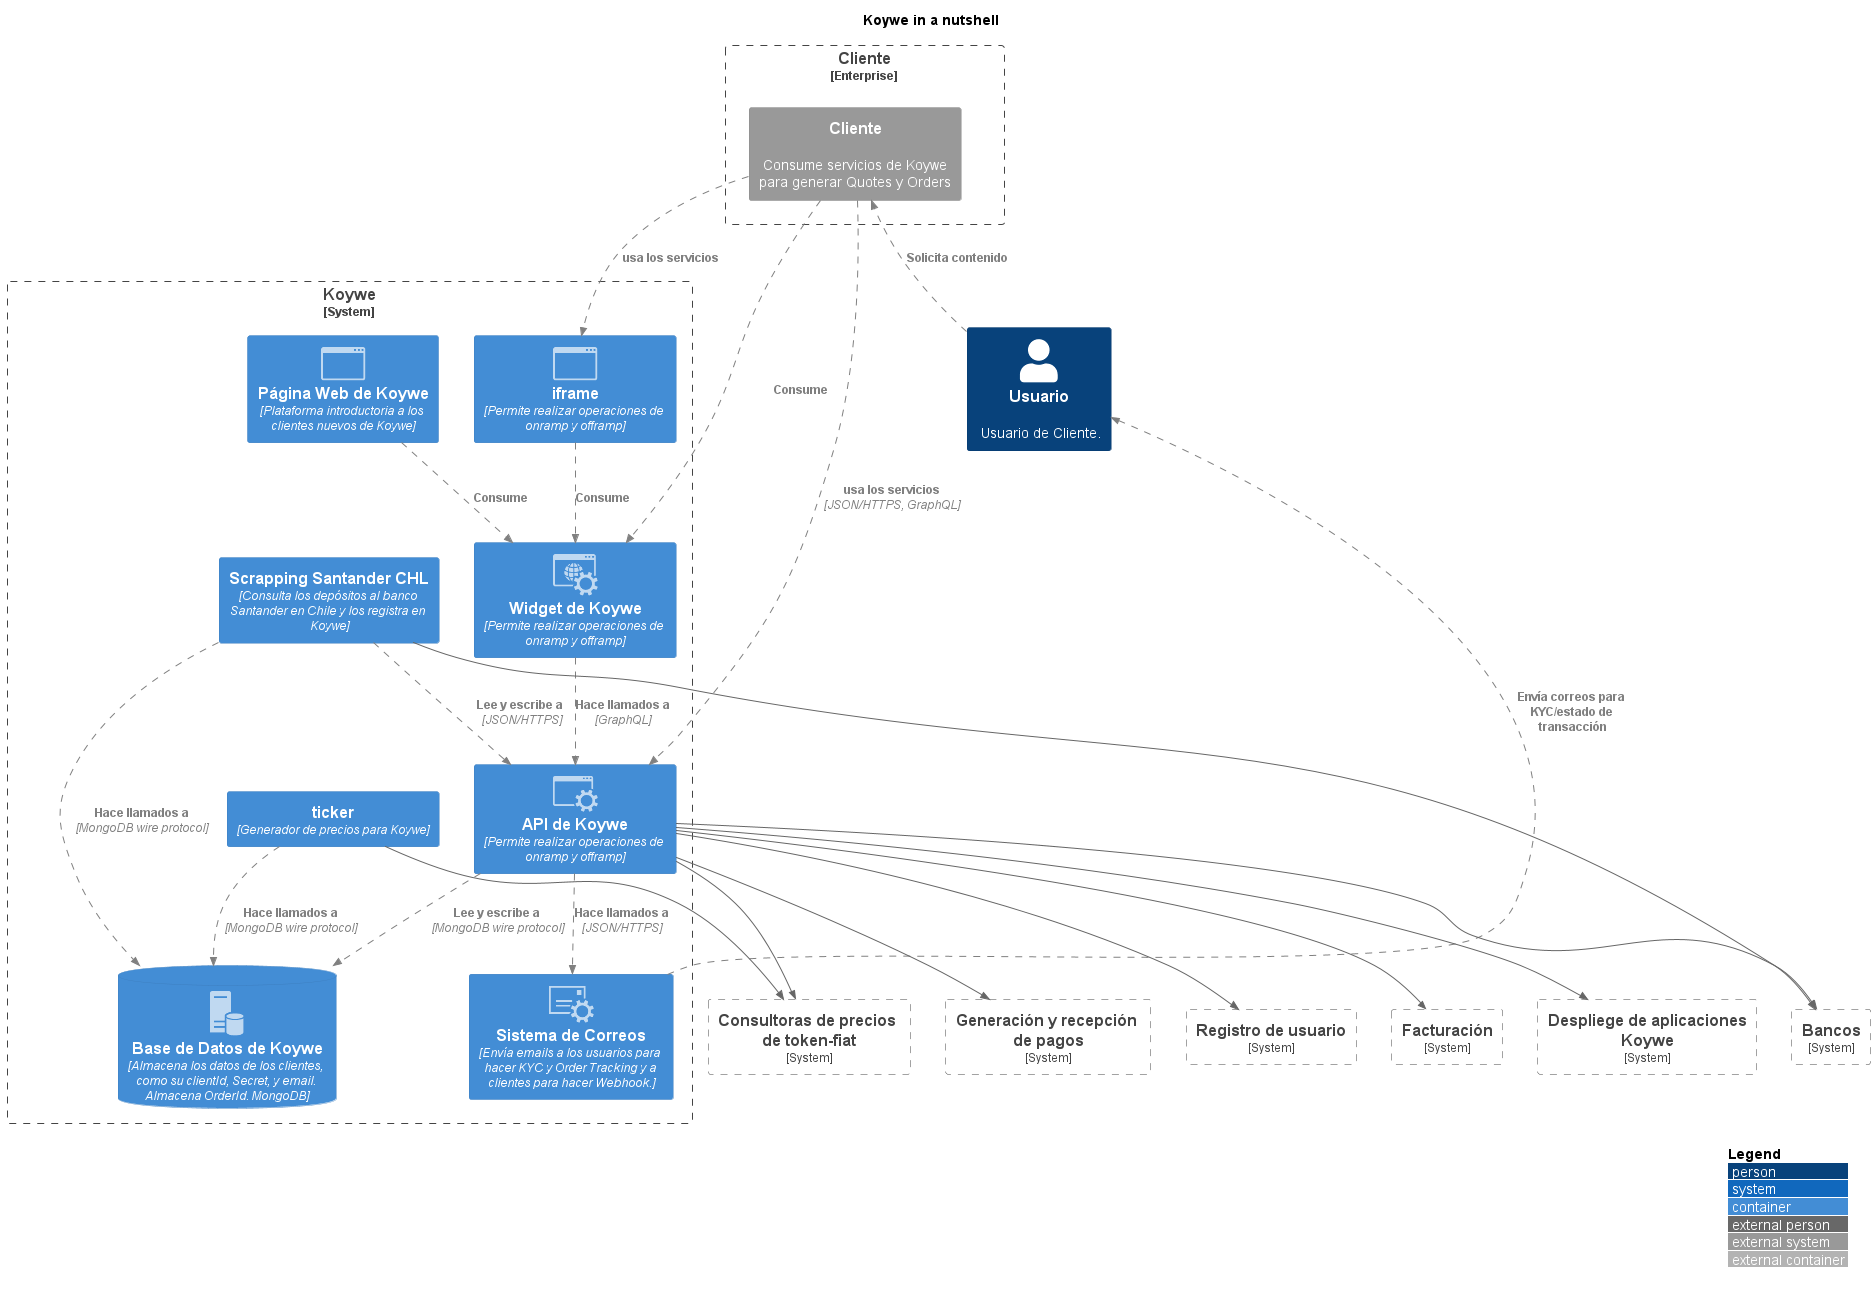 Koywe in a nutshell
Cliente
[Enterprise]
Cliente
Consume servicios de Koywe
para generar Quotes y Orders
usa los servicios
Solicita contenido
Koywe
[System]
Página Web de Koywe
[Plataforma introductoria a los
clientes nuevos de Koywe]
iframe
[Permite realizar operaciones de
onramp y offramp]
Usuario
Usuario de Cliente.
Consume
Consume
Consume
usa los servicios
[JSON/HTTPS, GraphQL]
Scrapping Santander CHL
[Consulta los depósitos al banco
Santander en Chile y los registra en
Koywe]
Widget de Koywe
[Permite realizar operaciones de
onramp y offramp]
Lee y escribe a
[JSON/HTTPS]
Hace llamados a
[GraphQL]
Envía correos para
KYC/estado de
transacción
Hace llamados a
[MongoDB wire protocol]
ticker
[Generador de precios para Koywe]
API de Koywe
[Permite realizar operaciones de
onramp y offramp]
Hace llamados a
[MongoDB wire protocol]
Lee y escribe a
[MongoDB wire protocol]
Hace llamados a
[JSON/HTTPS]
Base de Datos de Koywe
[Almacena los datos de los clientes,
como su clientId, Secret, y email.
Almacena OrderId. MongoDB]
Sistema de Correos
[Envía emails a los usuarios para
hacer KYC y Order Tracking y a
clientes para hacer Webhook.]
Consultoras de precios
de token-fiat
[System]
Generación y recepción
de pagos
[System]
Registro de usuario
[System]
Facturación
[System]
Despliege de aplicaciones
Koywe
[System]
Bancos
[System]
Legend
person
system
container
external person
external system
external container